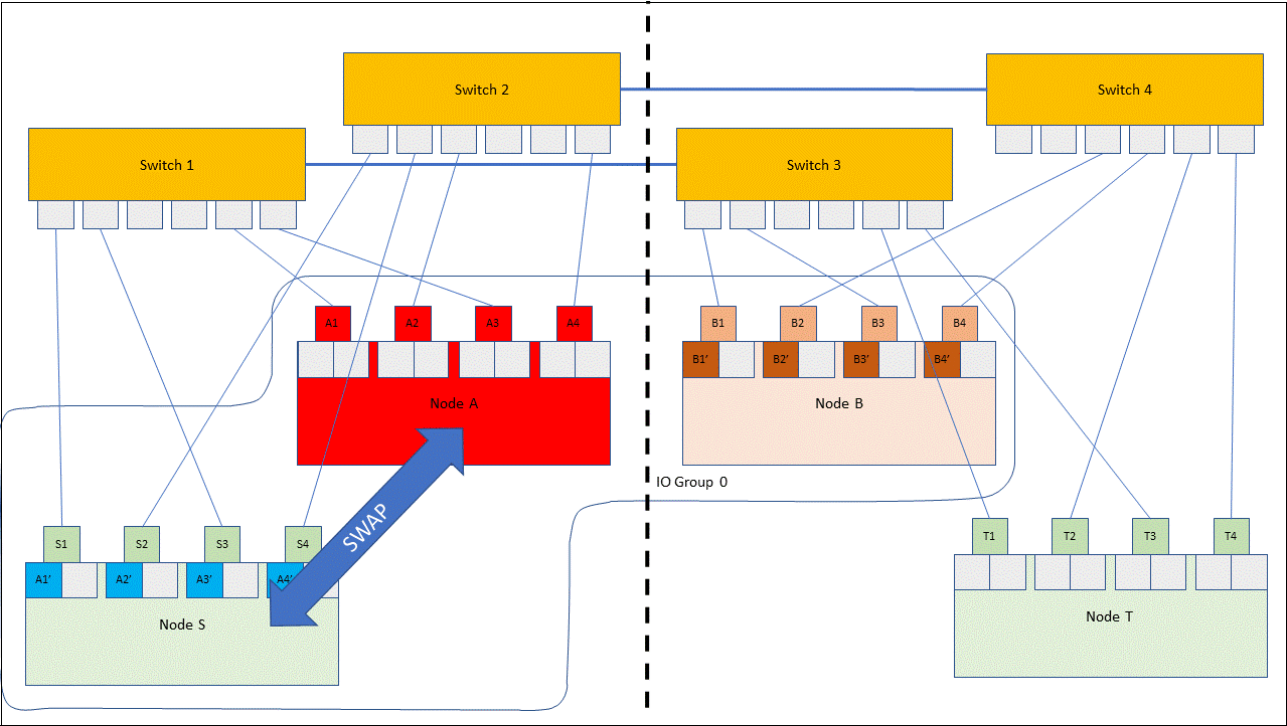 Switch 2
Switch 4
Switch 1
Switch 3
A1
A2
A3
A4
B1
B2
B3
B4
B1'
B2'
B3'
B4'
Node A
Node B
IO Group 0
SWAP
S1
S2
S3
S4
T1
T2
T3
T4
A1'
A2'
A3'
A4'
Node S
Node T